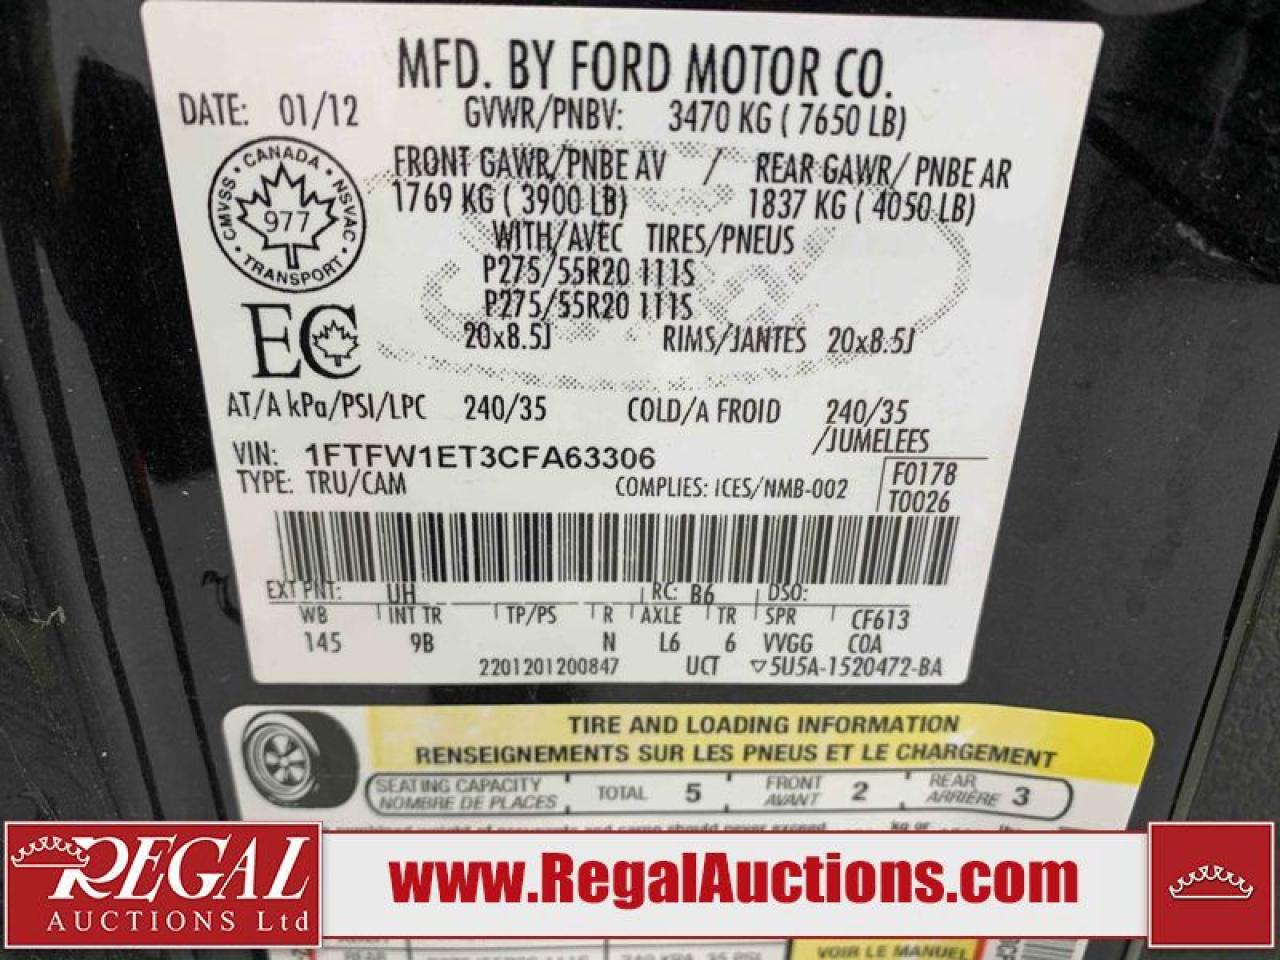 MFD. BY FORD MOTOR CO.
DATE: 01/12
GVWR/PNBV: 3470 KG ( 7650 LB)
CANADA
CMVSS
NSVAC
977
TRANSPORT
FRONT GAWR/PNBE AV / REAR GAWR/ PNBE AR
1769 KG ( 3900 LB) 1837 KG ( 4050 LB)
WITH/AVEC TIRES/PNEUS
P275/55R20 111S
P275/55R20 111S
20x8.5J RIMS/JANTES 20x8.5J
EC
AT/A kPa/PSI/LPC 240/35 COLD/A FROID 240/35
/JUMELEES
VIN: 1FTFW1ET3CFA63306
TYPE: TRU/CAM COMPLIES: ICES/NMB-002
F0178
T0026
EXT PNT: UH RC: B6 DSO:
WB INT TR TP/PS R AXLE TR SPR CF613
145 9B N L6 6 VVGG COA
2201201200847 UCT ▽5U5A-1520472-BA
TIRE AND LOADING INFORMATION
RENSEIGNEMENTS SUR LES PNEUS ET LE CHARGEMENT
SEATING CAPACITY
NOMBRE DE PLACES
TOTAL 5
FRONT
AVANT 2
REAR
ARRIÈRE 3
REGAL
AUCTIONS Ltd
www.RegalAuctions.com
REAR
VOIR LE MANUEL